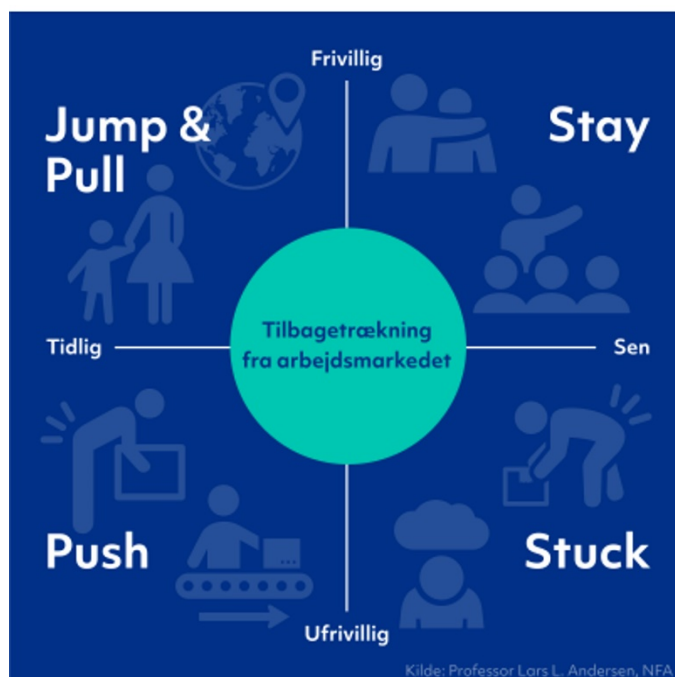 Frivillig
Jump &
Pull
Stay
Tilbagetrækning
fra arbejdsmarkedet
Tidlig
Sen
Push
Stuck
Ufrivillig
Kilde: Professor Lars L. Andersen, NFA